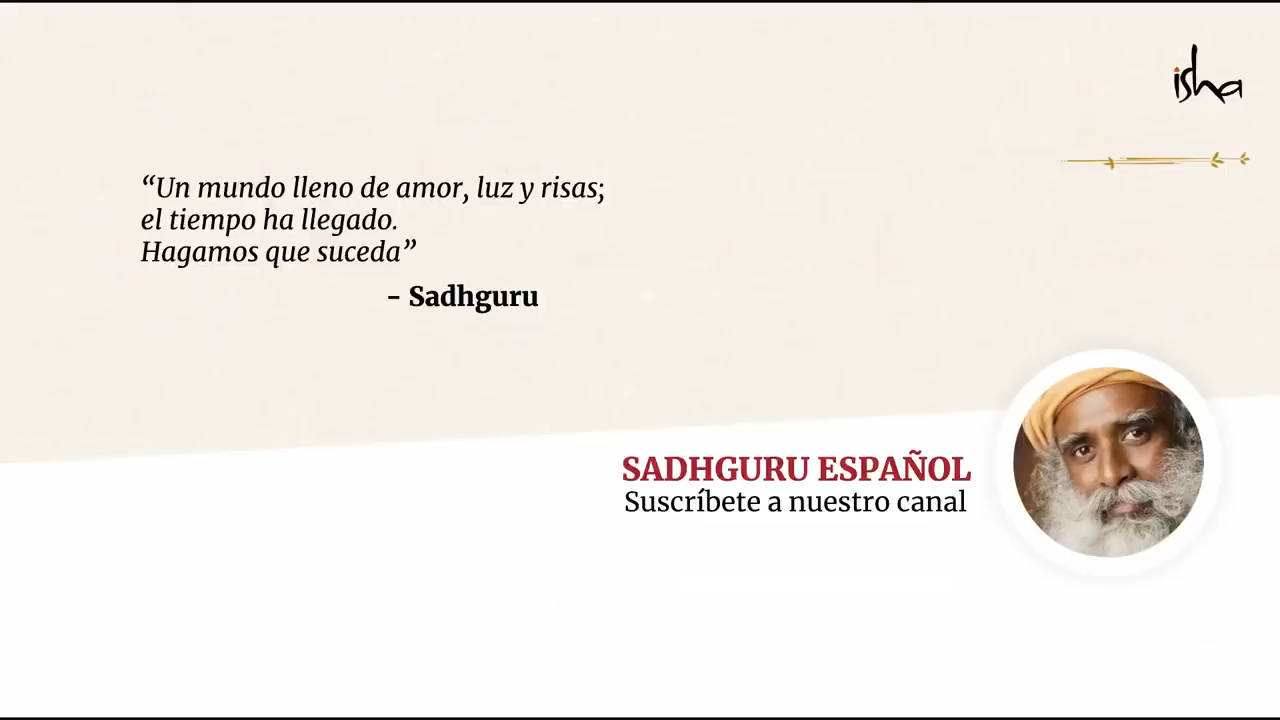 isha
“Un mundo lleno de amor, luz y risas;
el tiempo ha llegado.
Hagamos que suceda”
- Sadhguru
SADHGURU ESPAÑOL
Suscríbete a nuestro canal